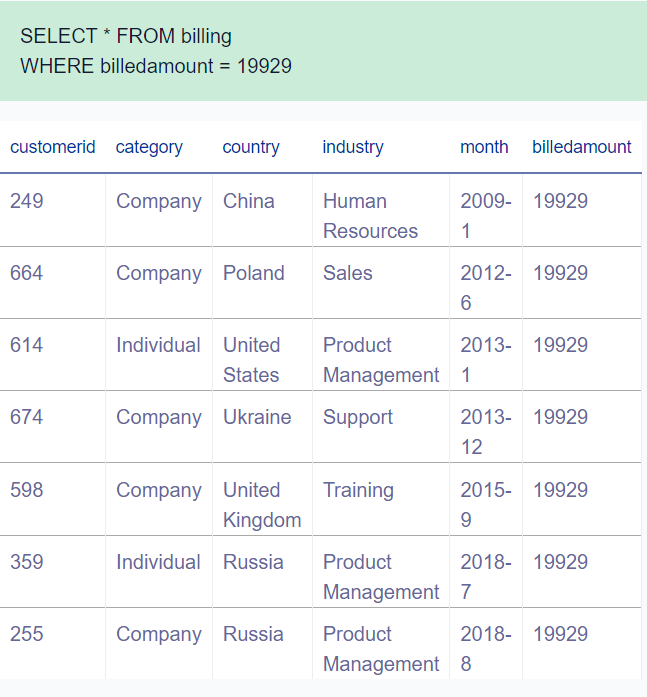 SELECT * FROM billing
WHERE billedamount = 19929
customerid category country industry month billedamount
249 Company China Human 2009- 19929
Resources 1
664 Company Poland Sales 2012- 19929
6
614 Individual United Product 2013- 19929
States Management 1
674 Company Ukraine Support 2013- 19929
12
598 Company United Training 2015- 19929
Kingdom 9
359 Individual Russia Product 2018- 19929
Management 7
255 Company Russia Product 2018- 19929
Management 8